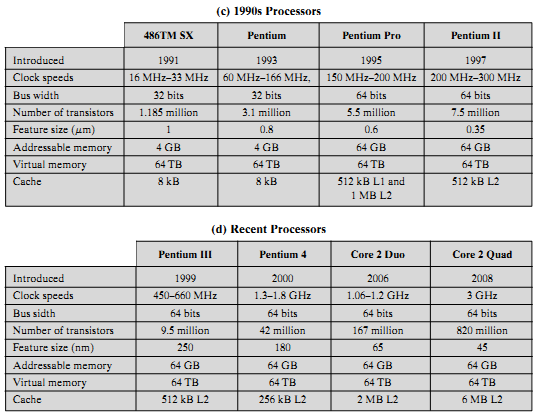 (c) 1990s Processors
486TM SX Pentium Pentium Pro Pentium II
Introduced 1991 1993 1995 1997
Clock speeds 16 MHz–33 MHz 60 MHz–166 MHz, 150 MHz–200 MHz 200 MHz–300 MHz
Bus width 32 bits 32 bits 64 bits 64 bits
Number of transistors 1.185 million 3.1 million 5.5 million 7.5 million
Feature size (μm) 1 0.8 0.6 0.35
Addressable memory 4 GB 4 GB 64 GB 64 GB
Virtual memory 64 TB 64 TB 64 TB 64 TB
Cache 8 kB 8 kB 512 kB L1 and 512 kB L2
1 MB L2
(d) Recent Processors
Pentium III Pentium 4 Core 2 Duo Core 2 Quad
Introduced 1999 2000 2006 2008
Clock speeds 450–660 MHz 1.3–1.8 GHz 1.06–1.2 GHz 3 GHz
Bus sidth 64 bits 64 bits 64 bits 64 bits
Number of transistors 9.5 million 42 million 167 million 820 million
Feature size (nm) 250 180 65 45
Addressable memory 64 GB 64 GB 64 GB 64 GB
Virtual memory 64 TB 64 TB 64 TB 64 TB
Cache 512 kB L2 256 kB L2 2 MB L2 6 MB L2